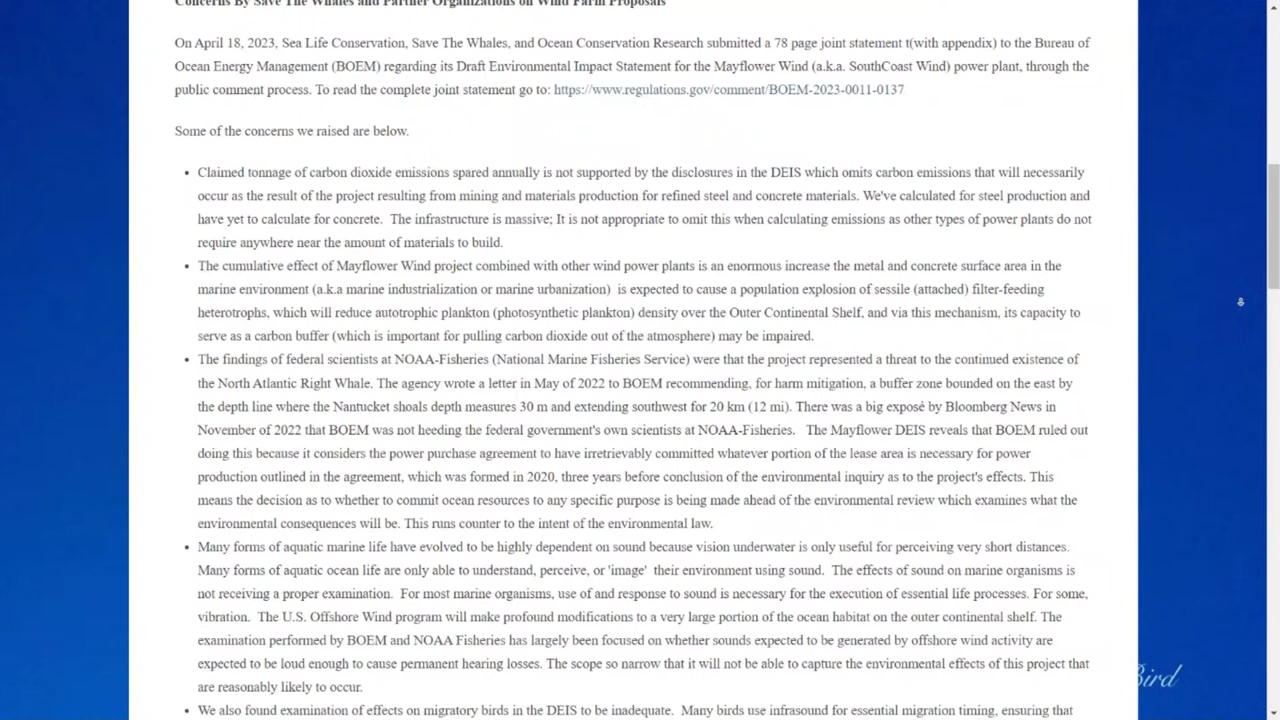 Concerns By Save The Whales and Partner Organizations on Wind Farm Proposals
On April 18, 2023, Sea Life Conservation, Save The Whales, and Ocean Conservation Research submitted a 78 page joint statement t(with appendix) to the Bureau of
Ocean Energy Management (BOEM) regarding its Draft Environmental Impact Statement for the Mayflower Wind (a.k.a. SouthCoast Wind) power plant, through the
public comment process. To read the complete joint statement go to: https://www.regulations.gov/comment/BOEM-2023-0011-0137
Some of the concerns we raised are below.
• Claimed tonnage of carbon dioxide emissions spared annually is not supported by the disclosures in the DEIS which omits carbon emissions that will necessarily
occur as the result of the project resulting from mining and materials production for refined steel and concrete materials. We've calculated for steel production and
have yet to calculate for concrete. The infrastructure is massive; It is not appropriate to omit this when calculating emissions as other types of power plants do not
require anywhere near the amount of materials to build.
• The cumulative effect of Mayflower Wind project combined with other wind power plants is an enormous increase the metal and concrete surface area in the
marine environment (a.k.a marine industrialization or marine urbanization) is expected to cause a population explosion of sessile (attached) filter-feeding
heterotrophs, which will reduce autotrophic plankton (photosynthetic plankton) density over the Outer Continental Shelf, and via this mechanism, its capacity to
serve as a carbon buffer (which is important for pulling carbon dioxide out of the atmosphere) may be impaired.
• The findings of federal scientists at NOAA-Fisheries (National Marine Fisheries Service) were that the project represented a threat to the continued existence of
the North Atlantic Right Whale. The agency wrote a letter in May of 2022 to BOEM recommending, for harm mitigation, a buffer zone bounded on the east by
the depth line where the Nantucket shoals depth measures 30 m and extending southwest for 20 km (12 mi). There was a big exposé by Bloomberg News in
November of 2022 that BOEM was not heeding the federal government's own scientists at NOAA-Fisheries. The Mayflower DEIS reveals that BOEM ruled out
doing this because it considers the power purchase agreement to have irretrievably committed whatever portion of the lease area is necessary for power
production outlined in the agreement, which was formed in 2020, three years before conclusion of the environmental inquiry as to the project's effects. This
means the decision as to whether to commit ocean resources to any specific purpose is being made ahead of the environmental review which examines what the
environmental consequences will be. This runs counter to the intent of the environmental law.
• Many forms of aquatic marine life have evolved to be highly dependent on sound because vision underwater is only useful for perceiving very short distances.
Many forms of aquatic ocean life are only able to understand, perceive, or 'image' their environment using sound. The effects of sound on marine organisms is
not receiving a proper examination. For most marine organisms, use of and response to sound is necessary for the execution of essential life processes. For some,
vibration. The U.S. Offshore Wind program will make profound modifications to a very large portion of the ocean habitat on the outer continental shelf. The
examination performed by BOEM and NOAA Fisheries has largely been focused on whether sounds expected to be generated by offshore wind activity are
expected to be loud enough to cause permanent hearing losses. The scope so narrow that it will not be able to capture the environmental effects of this project that
are reasonably likely to occur.
Bird
• We also found examination of effects on migratory birds in the DEIS to be inadequate. Many birds use infrasound for essential migration timing, ensuring that